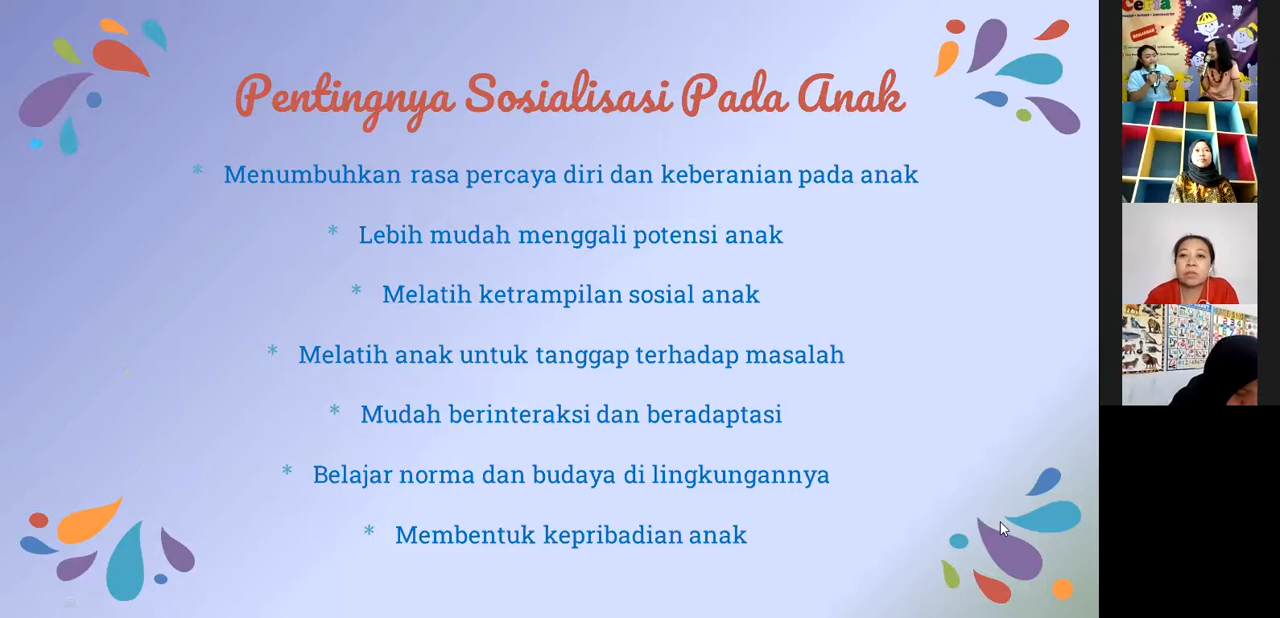 Pentingnya Sosialisasi Pada Anak
* Menumbuhkan rasa percaya diri dan keberanian pada anak
* Lebih mudah menggali potensi anak
* Melatih ketrampilan sosial anak
* Melatih anak untuk tanggap terhadap masalah
* Mudah berinteraksi dan beradaptasi
* Belajar norma dan budaya di lingkungannya
* Membentuk kepribadian anak
Ceria